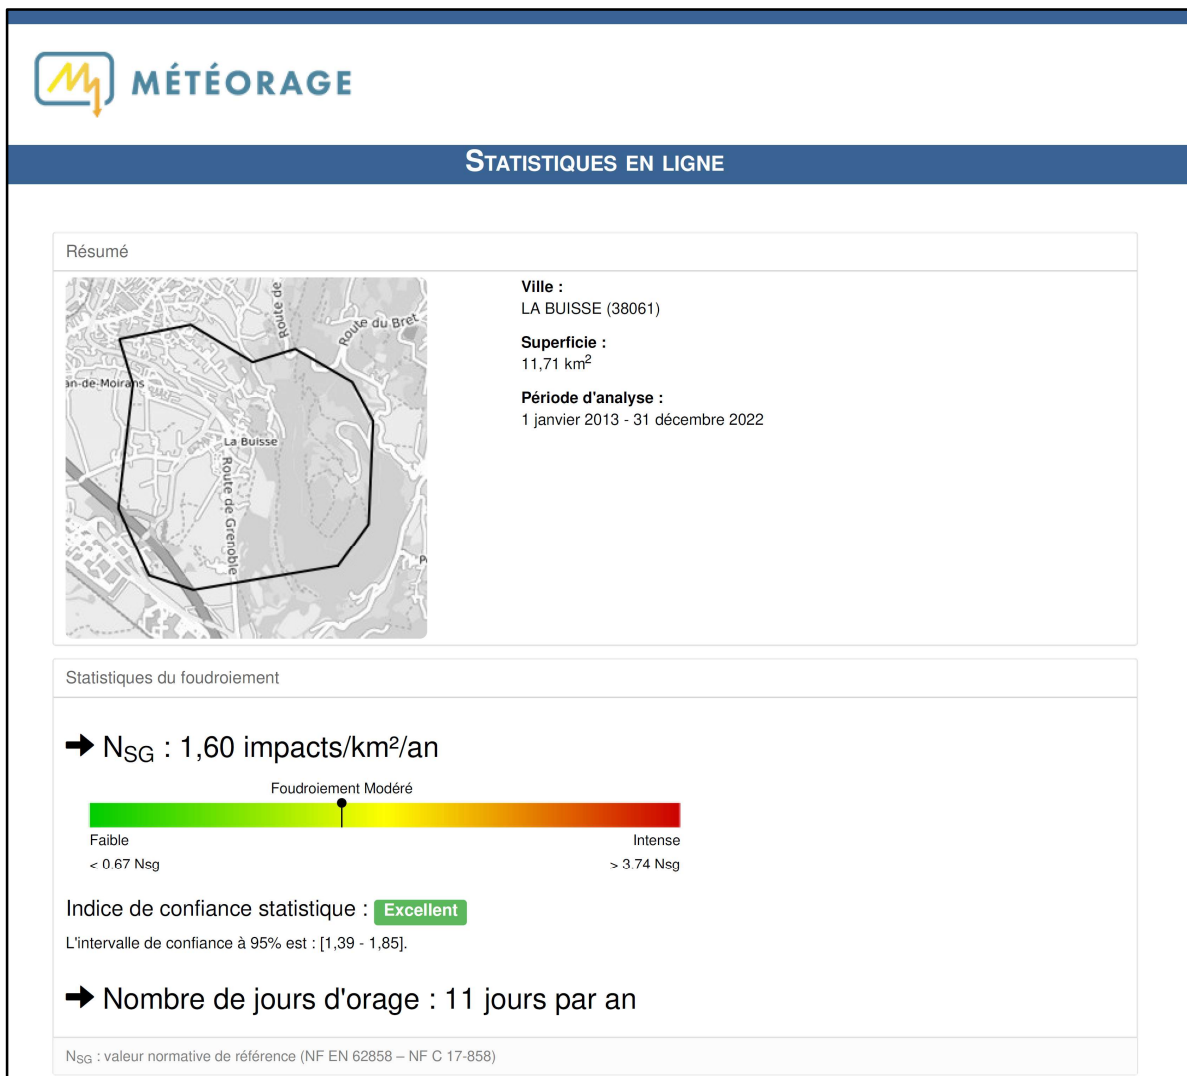 MÉTÉORAGE
STATISTIQUES EN LIGNE
Résumé
Route de
Route du Bret
an-de-Moirans
La Buisse
Route de Grenoble
P
Ville :
LA BUISSE (38061)
Superficie :
11,71 km²
Période d'analyse :
1 janvier 2013 - 31 décembre 2022
Statistiques du foudroiement
➔ NSG : 1,60 impacts/km²/an
Foudroiement Modéré
Faible Intense
< 0.67 Nsg > 3.74 Nsg
Indice de confiance statistique : Excellent
L'intervalle de confiance à 95% est : [1,39 - 1,85].
➔ Nombre de jours d'orage : 11 jours par an
NSG : valeur normative de référence (NF EN 62858 – NF C 17-858)